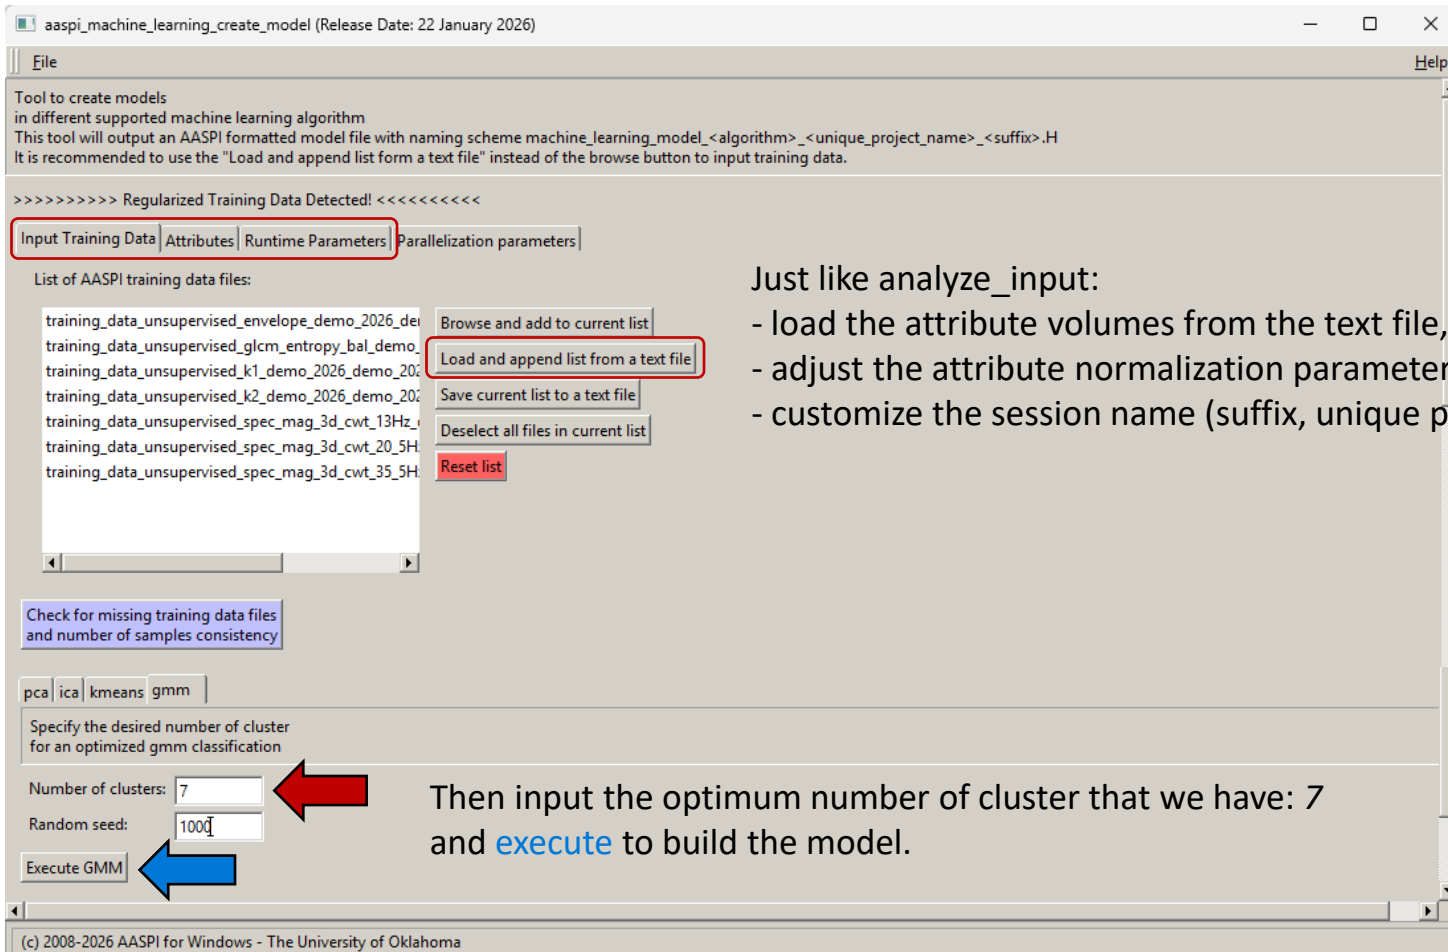 aaspi_machine_learning_create_model (Release Date: 22 January 2026)
File
Help
Tool to create models
in different supported machine learning algorithm
This tool will output an AASPI formatted model file with naming scheme machine_learning_model_<algorithm>_<unique_project_name>_<suffix>.H
It is recommended to use the "Load and append list form a text file" instead of the browse button to input training data.
>>>>>>>>>> Regularized Training Data Detected! <<<<<<<<<<
Input Training Data Attributes Runtime Parameters Parallelization parameters
List of AASPI training data files:
training_data_unsupervised_envelope_demo_2026_de
training_data_unsupervised_glcm_entropy_bal_demo_
training_data_unsupervised_k1_demo_2026_demo_202
training_data_unsupervised_k2_demo_2026_demo_202
training_data_unsupervised_spec_mag_3d_cwt_13Hz_
training_data_unsupervised_spec_mag_3d_cwt_20_5H
training_data_unsupervised_spec_mag_3d_cwt_35_5H
Browse and add to current list
Load and append list from a text file
Save current list to a text file
Deselect all files in current list
Reset list
Just like analyze_input:
- load the attribute volumes from the text file,
- adjust the attribute normalization parameter
- customize the session name (suffix, unique p
Check for missing training data files
and number of samples consistency
pca ica kmeans gmm
Specify the desired number of cluster
for an optimized gmm classification
Number of clusters: 7
Random seed: 1000
Execute GMM
Then input the optimum number of cluster that we have: 7
and execute to build the model.
(c) 2008-2026 AASPI for Windows - The University of Oklahoma